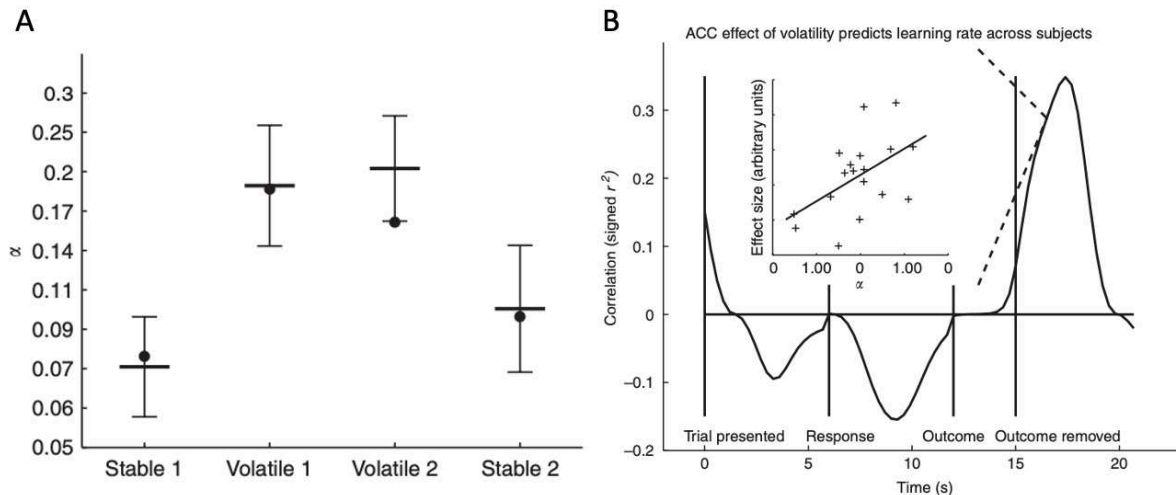 A
α
0.3
0.25
0.2
0.17
0.14
0.11
0.09
0.07
0.06
0.05
Stable 1 Volatile 1 Volatile 2 Stable 2
B
ACC effect of volatility predicts learning rate across subjects
Correlation (signed r²)
0.3
0.2
0.1
0
–0.1
–0.2
Effect size (arbitrary units)
0 1.00 0 1.00 0
α
Trial presented Response Outcome Outcome removed
0 5 10 15 20
Time (s)